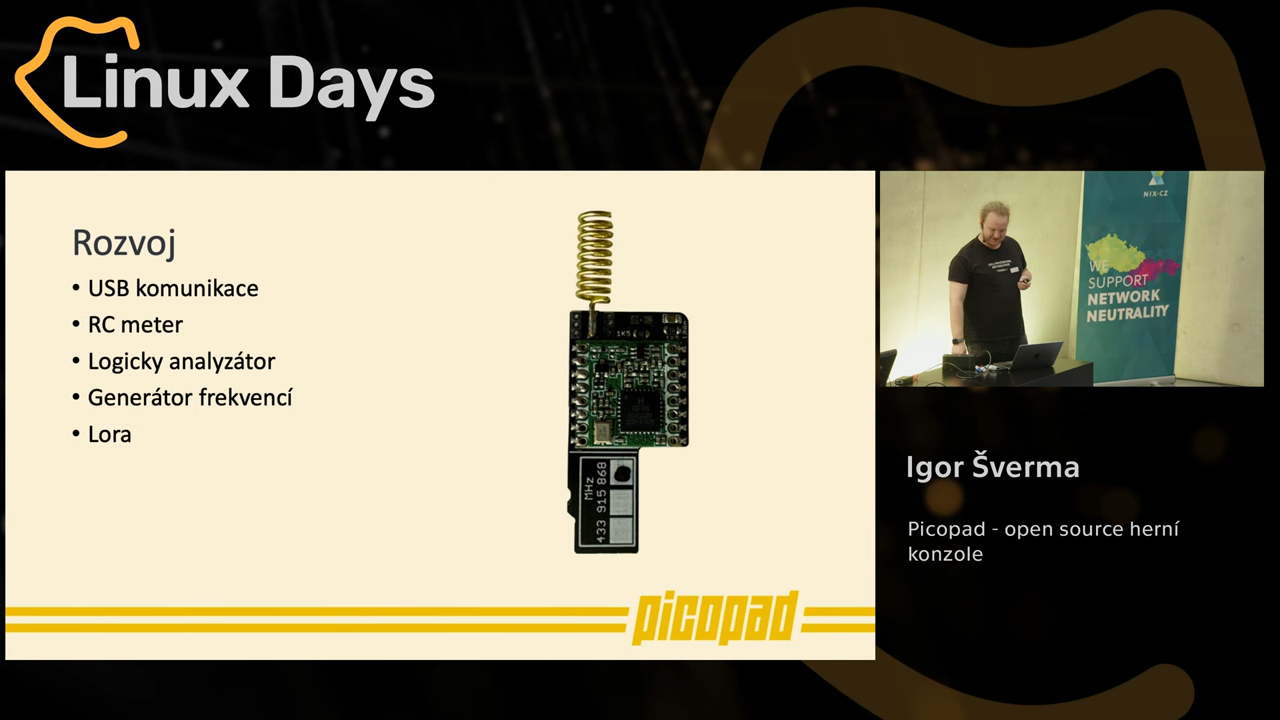 Linux Days
Rozvoj
• USB komunikace
• RC meter
• Logicky analyzátor
• Generátor frekvencí
• Lora
1K5
MHz
433 915 868
picopad
NIX·CZ
WE
SUPPORT
NETWORK
NEUTRALITY
Igor Šverma
Picopad - open source herní
konzole